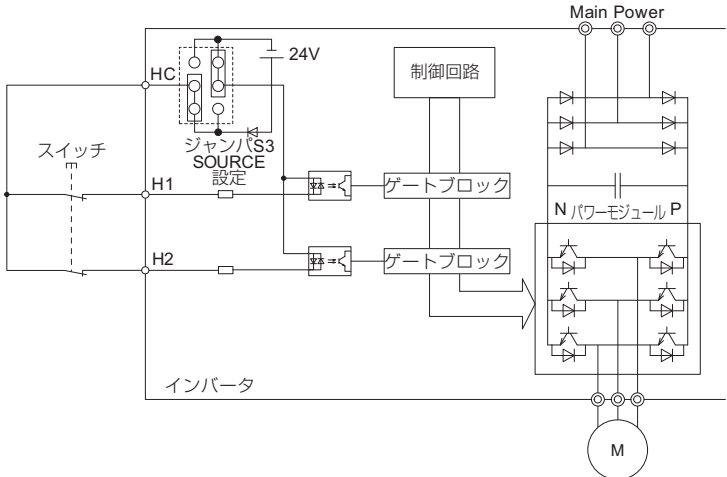 Main Power
24V
制御回路
HC
ジャンパS3
SOURCE
設定
スイッチ
H1
ゲートブロック
N パワーモジュール P
H2
ゲートブロック
インバータ
M